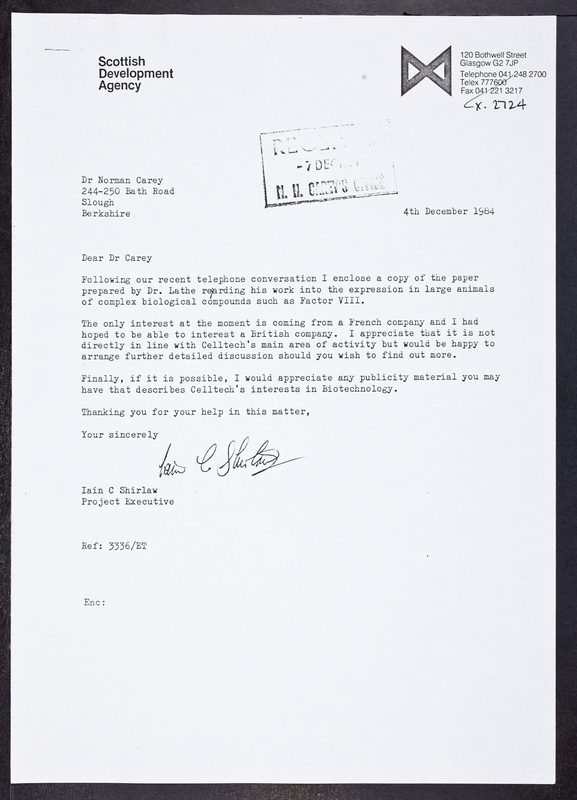 Scottish
Development
Agency
120 Bothwell Street
Glasgow G2 7JP
Telephone 041-248 2700
Telex 777600
Fax 041-221 3217
Ex. 2724
RECEIVED
-7 DEC
N. H. CAREY'S OFFICE
Dr Norman Carey
244-250 Bath Road
Slough
Berkshire
4th December 1984
Dear Dr Carey
Following our recent telephone conversation I enclose a copy of the paper
prepared by Dr. Lathe regarding his work into the expression in large animals
of complex biological compounds such as Factor VIII.
The only interest at the moment is coming from a French company and I had
hoped to be able to interest a British company. I appreciate that it is not
directly in line with Celltech's main area of activity but would be happy to
arrange further detailed discussion should you wish to find out more.
Finally, if it is possible, I would appreciate any publicity material you may
have that describes Celltech's interests in Biotechnology.
Thanking you for your help in this matter,
Your sincerely
Iain C Shirlaw
Iain C Shirlaw
Project Executive
Ref: 3336/ET
Enc: